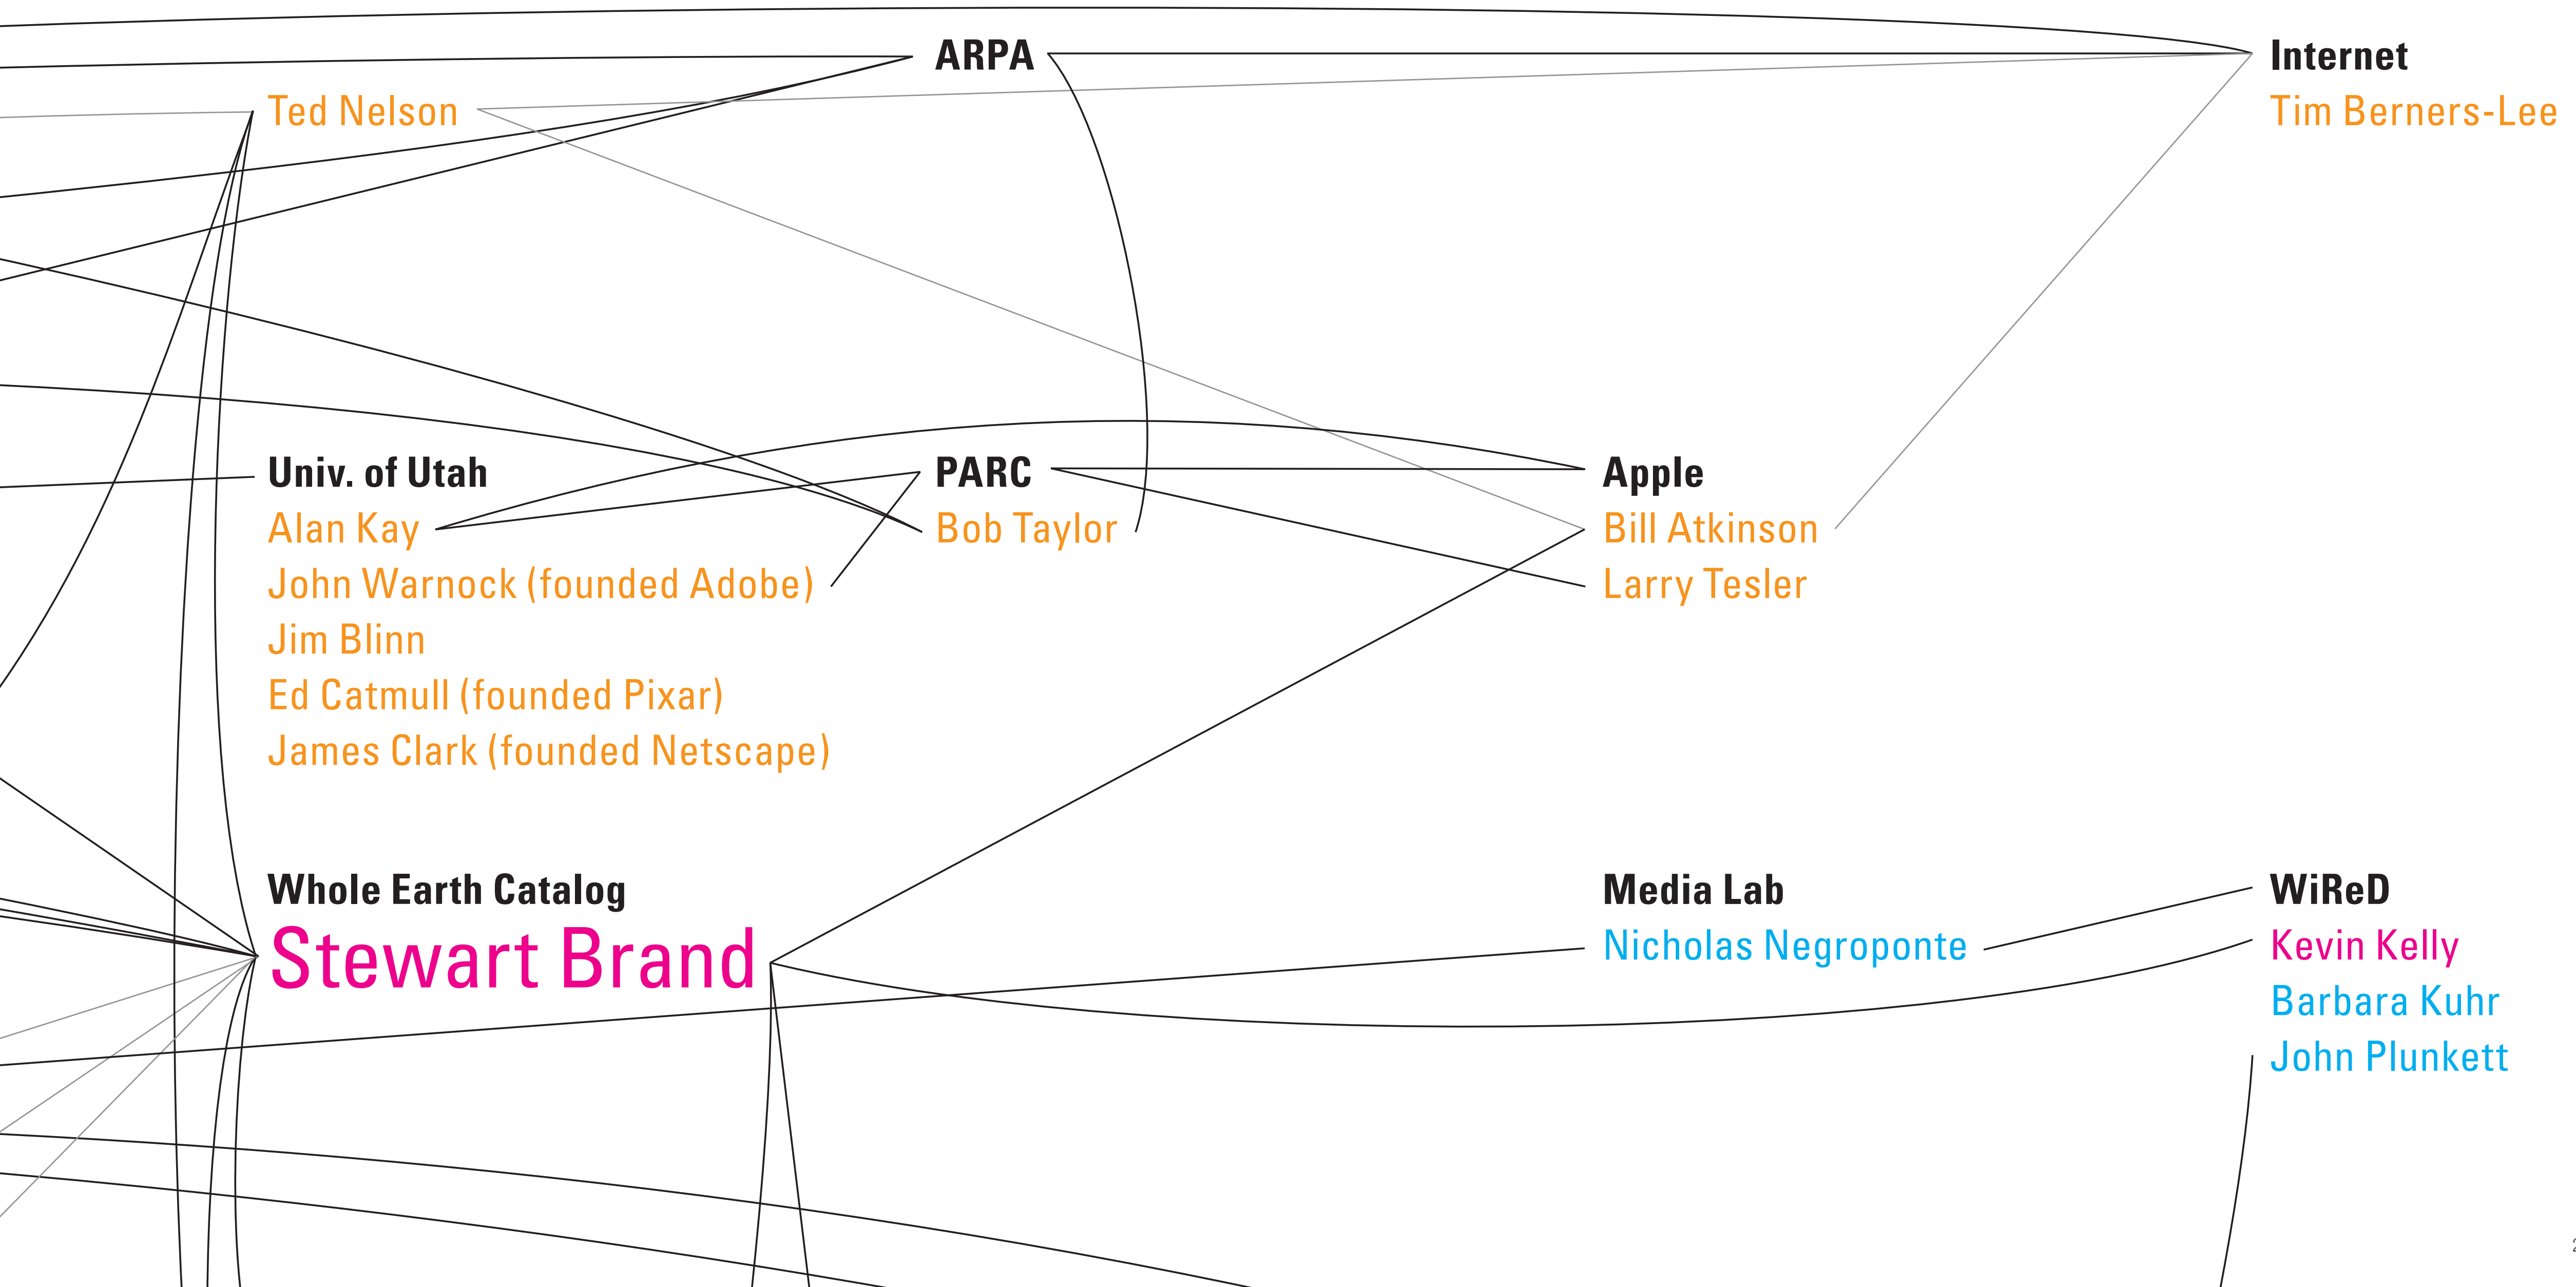 ARPA
Internet
Ted Nelson
Tim Berners-Lee
Univ. of Utah
Alan Kay
John Warnock (founded Adobe)
Jim Blinn
Ed Catmull (founded Pixar)
James Clark (founded Netscape)
PARC
Bob Taylor
Apple
Bill Atkinson
Larry Tesler
Whole Earth Catalog
Stewart Brand
Media Lab
Nicholas Negroponte
WiReD
Kevin Kelly
Barbara Kuhr
John Plunkett